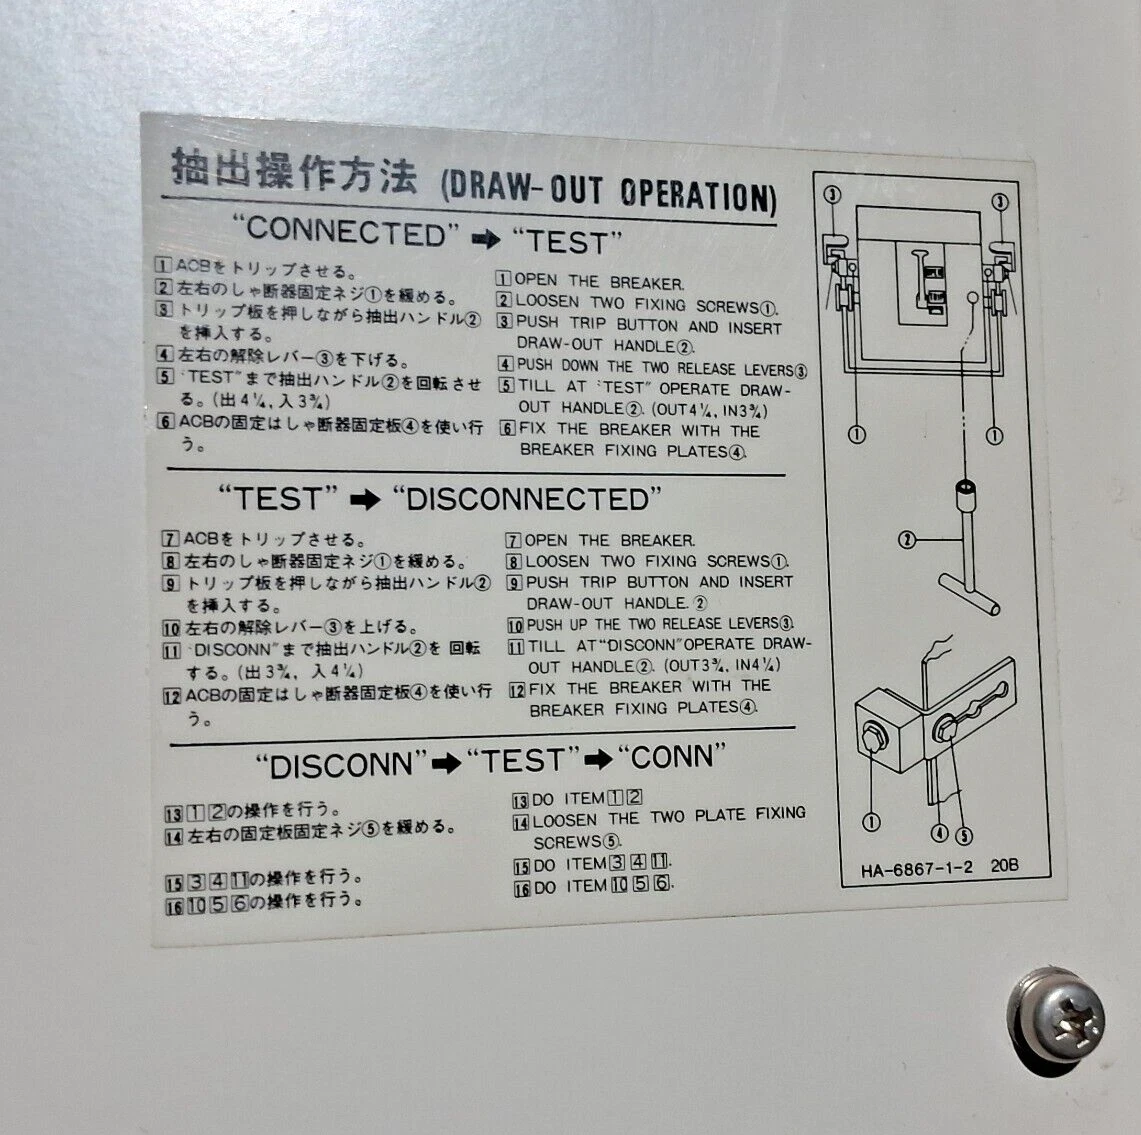 抽出操作方法 (DRAW-OUT OPERATION)
"CONNECTED" ➡ "TEST"
1 ACBをトリップさせる。
2 左右のしゃ断器固定ネジ①を緩める。
3 トリップ板を押しながら抽出ハンドル②
を挿入する。
4 左右の解除レバー③を下げる。
5 "TEST"まで抽出ハンドル②を回転させ
る。(出4¼, 入3¾)
6 ACBの固定はしゃ断器固定板④を使い行
う。
1 OPEN THE BREAKER.
2 LOOSEN TWO FIXING SCREWS①.
3 PUSH TRIP BUTTON AND INSERT
DRAW-OUT HANDLE②.
4 PUSH DOWN THE TWO RELEASE LEVERS③
5 TILL AT "TEST" OPERATE DRAW-
OUT HANDLE②. (OUT4¼, IN3¾)
6 FIX THE BREAKER WITH THE
BREAKER FIXING PLATES④.
"TEST" ➡ "DISCONNECTED"
7 ACBをトリップさせる。
8 左右のしゃ断器固定ネジ①を緩める。
9 トリップ板を押しながら抽出ハンドル②
を挿入する。
10 左右の解除レバー③を上げる。
11 "DISCONN"まで抽出ハンドル②を回転
する。(出3¾, 入4¼)
12 ACBの固定はしゃ断器固定板④を使い行
う。
7 OPEN THE BREAKER.
8 LOOSEN TWO FIXING SCREWS①.
9 PUSH TRIP BUTTON AND INSERT
DRAW-OUT HANDLE.②
10 PUSH UP THE TWO RELEASE LEVERS③.
11 TILL AT "DISCONN" OPERATE DRAW-
OUT HANDLE②. (OUT3¾, IN4¼)
12 FIX THE BREAKER WITH THE
BREAKER FIXING PLATES④.
"DISCONN" ➡ "TEST" ➡ "CONN"
13 1 2 の操作を行う。
14 左右の固定板固定ネジ⑤を緩める。
15 3 4 11 の操作を行う。
16 10 5 6 の操作を行う。
13 DO ITEM 1 2
14 LOOSEN THE TWO PLATE FIXING
SCREWS⑤.
15 DO ITEM 3 4 11.
16 DO ITEM 10 5 6.
③ ③
① ①
②
① ④ ⑤
HA-6867-1-2 20B